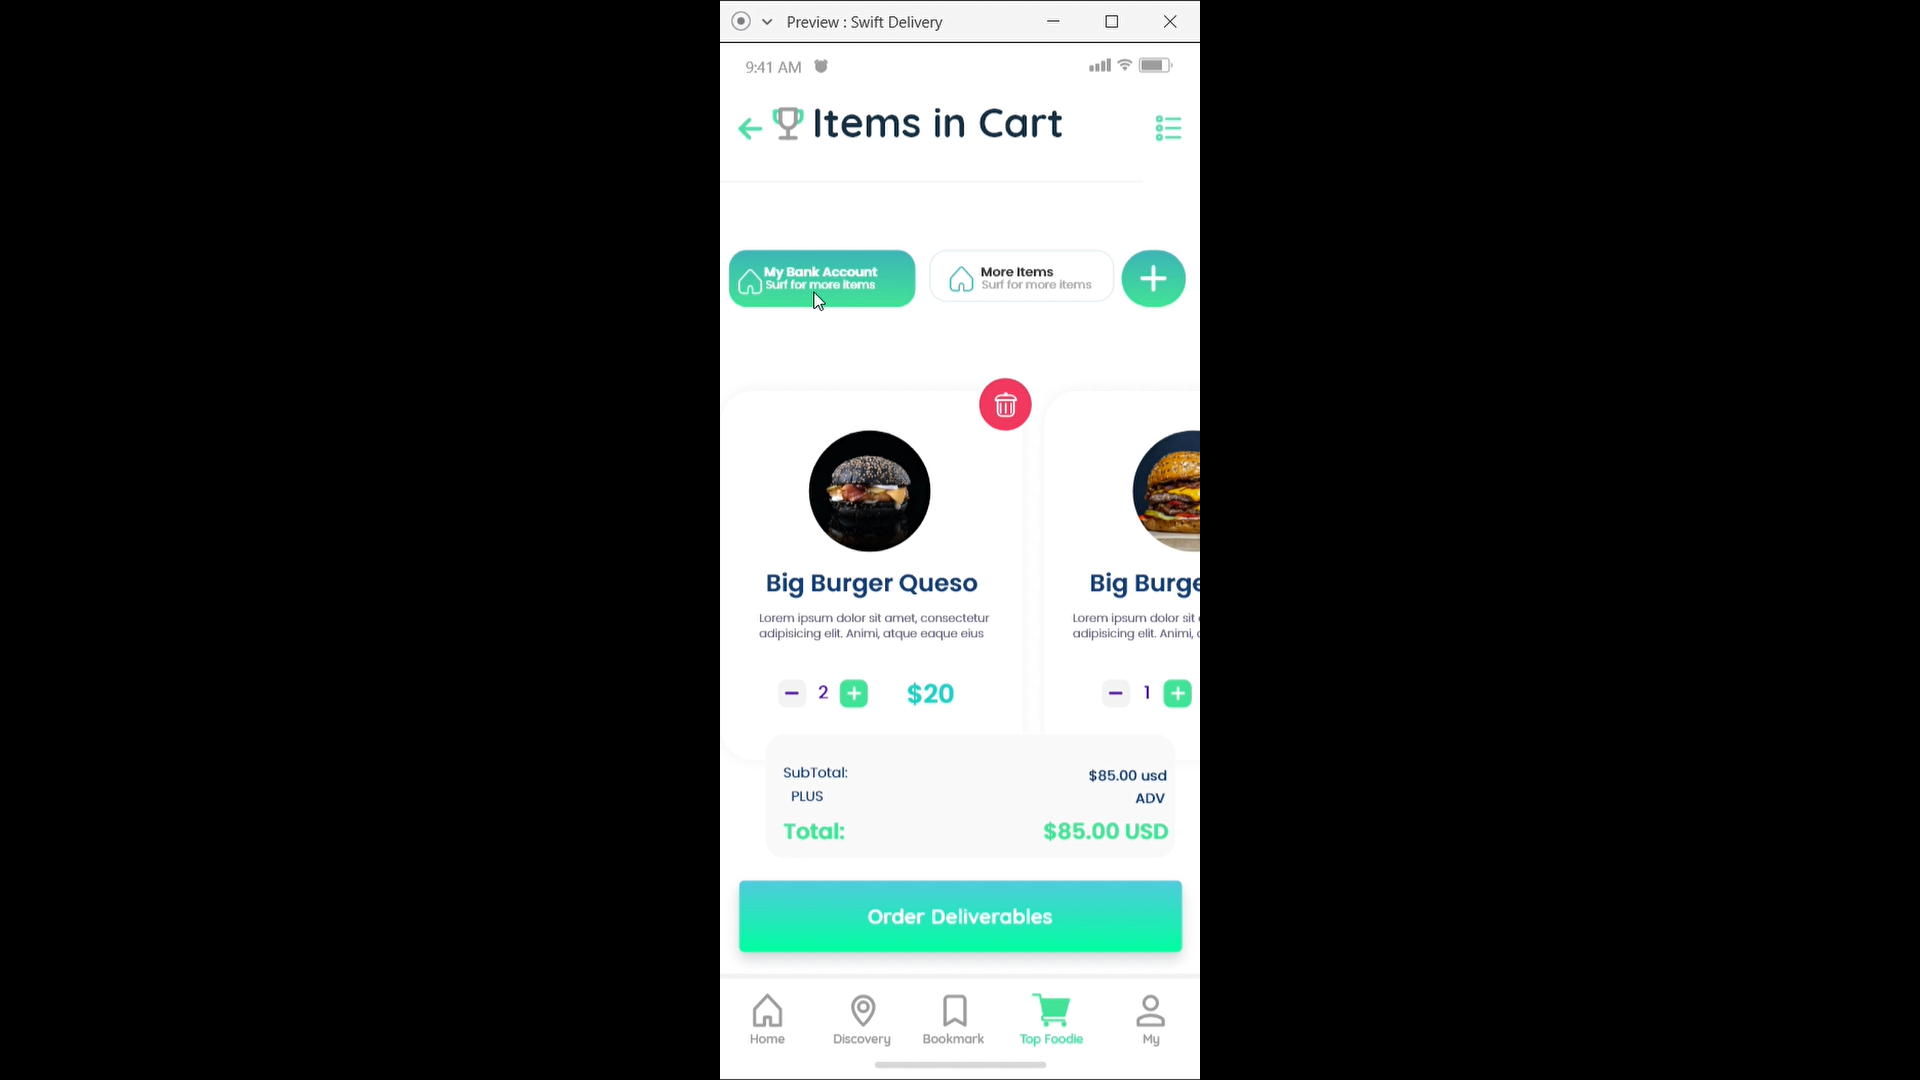 Preview : Swift Delivery
9:41 AM
Items in Cart
My Bank Account
Surf for more items
More Items
Surf for more items
Big Burger Queso
Lorem ipsum dolor sit amet, consectetur
adipisicing elit. Animi, atque eaque eius
2
$20
Big Burge
Lorem ipsum dolor sit
adipisicing elit. Animi,
1
SubTotal:
$85.00 usd
PLUS
ADV
Total:
$85.00 USD
Order Deliverables
Home
Discovery
Bookmark
Top Foodie
My